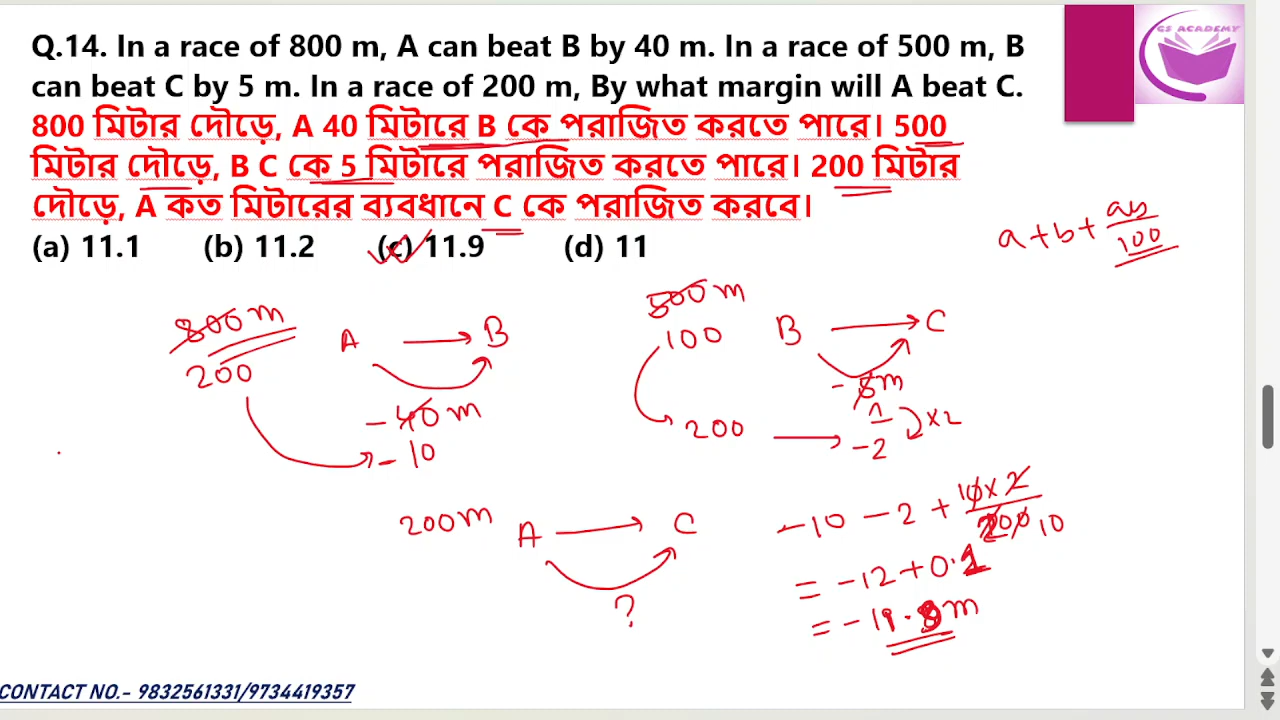 GS ACADEMY
Q.14. In a race of 800 m, A can beat B by 40 m. In a race of 500 m, B
can beat C by 5 m. In a race of 200 m, By what margin will A beat C.
800 মিটার দৌড়ে, A 40 মিটারে B কে পরাজিত করতে পারে। 500
মিটার দৌড়ে, B C কে 5 মিটারে পরাজিত করতে পারে। 200 মিটার
দৌড়ে, A কত মিটারের ব্যবধানে C কে পরাজিত করবে।
(a) 11.1 (b) 11.2 (c) 11.9 (d) 11
a + b + ab/100
800 m A → B
200
- 40 m
- 10
500 m
100 B → C
- 5 m
1
200 → - 2 ×2
200 m A → C
?
- 10 - 2 + 10 × 2 / 200 10
= - 12 + 0.1
= - 11.9 m
CONTACT NO.- 9832561331/9734419357